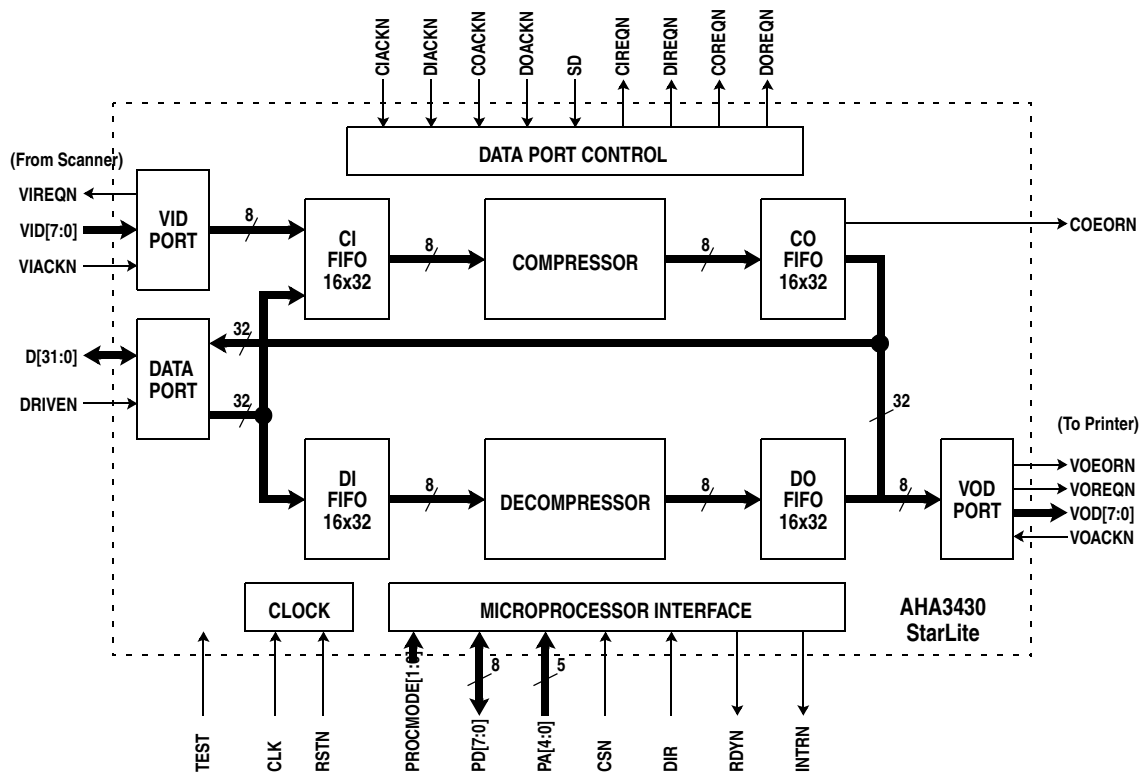 CIACKN
DIACKN
COACKN
DOACKN
SD
CIREQN
DIREQN
COREQN
DOREQN
DATA PORT CONTROL
(From Scanner)
VIREQN
VID[7:0]
VIACKN
VID
PORT
8
CI
FIFO
16x32
8
COMPRESSOR
8
CO
FIFO
16x32
COEORN
D[31:0]
DRIVEN
DATA
PORT
32
32
32
DI
FIFO
16x32
8
DECOMPRESSOR
8
DO
FIFO
16x32
8
VOD
PORT
(To Printer)
VOEORN
VOREQN
VOD[7:0]
VOACKN
CLOCK
MICROPROCESSOR INTERFACE
AHA3430
StarLite
TEST
CLK
RSTN
PROCMODE[1:0]
PD[7:0]
8
PA[4:0]
5
CSN
DIR
RDYN
INTRN